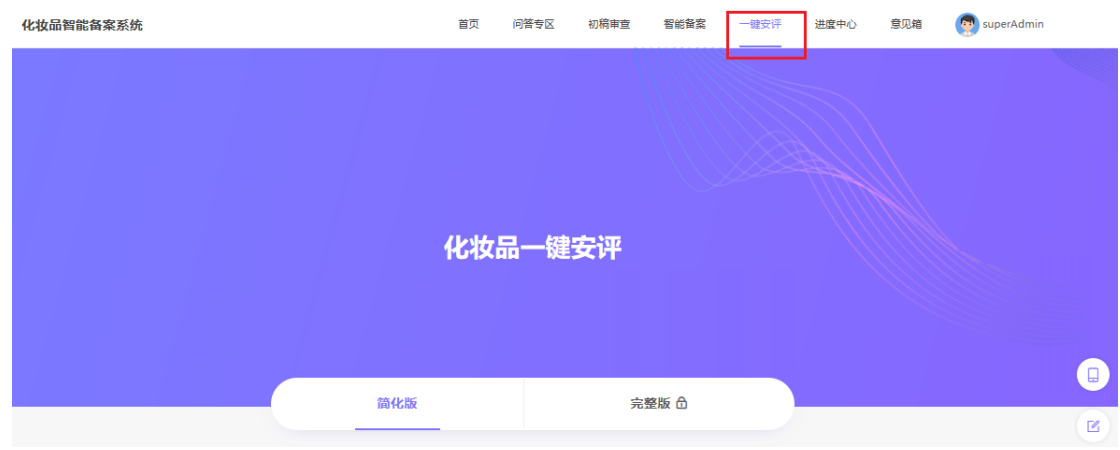 化妆品智能备案系统 首页 问答专区 初稿审查 智能备案 一键安评 进度中心 意见箱 superAdmin
化妆品一键安评
简化版 完整版